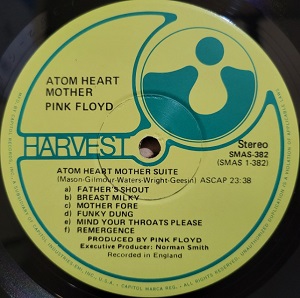 ATOM HEART
MOTHER
PINK FLOYD
HARVEST
Stereo
SMAS-382
(SMAS 1-382)
ATOM HEART MOTHER SUITE
(Mason-Gilmour-Waters-Wright-Geesin) ASCAP 23:38
a) FATHER'S SHOUT
b) BREAST MILKY
c) MOTHER FORE
d) FUNKY DUNG
e) MIND YOUR THROATS PLEASE
f) REMERGENCE
PRODUCED BY PINK FLOYD
Executive Producer: Norman Smith
Recorded in England